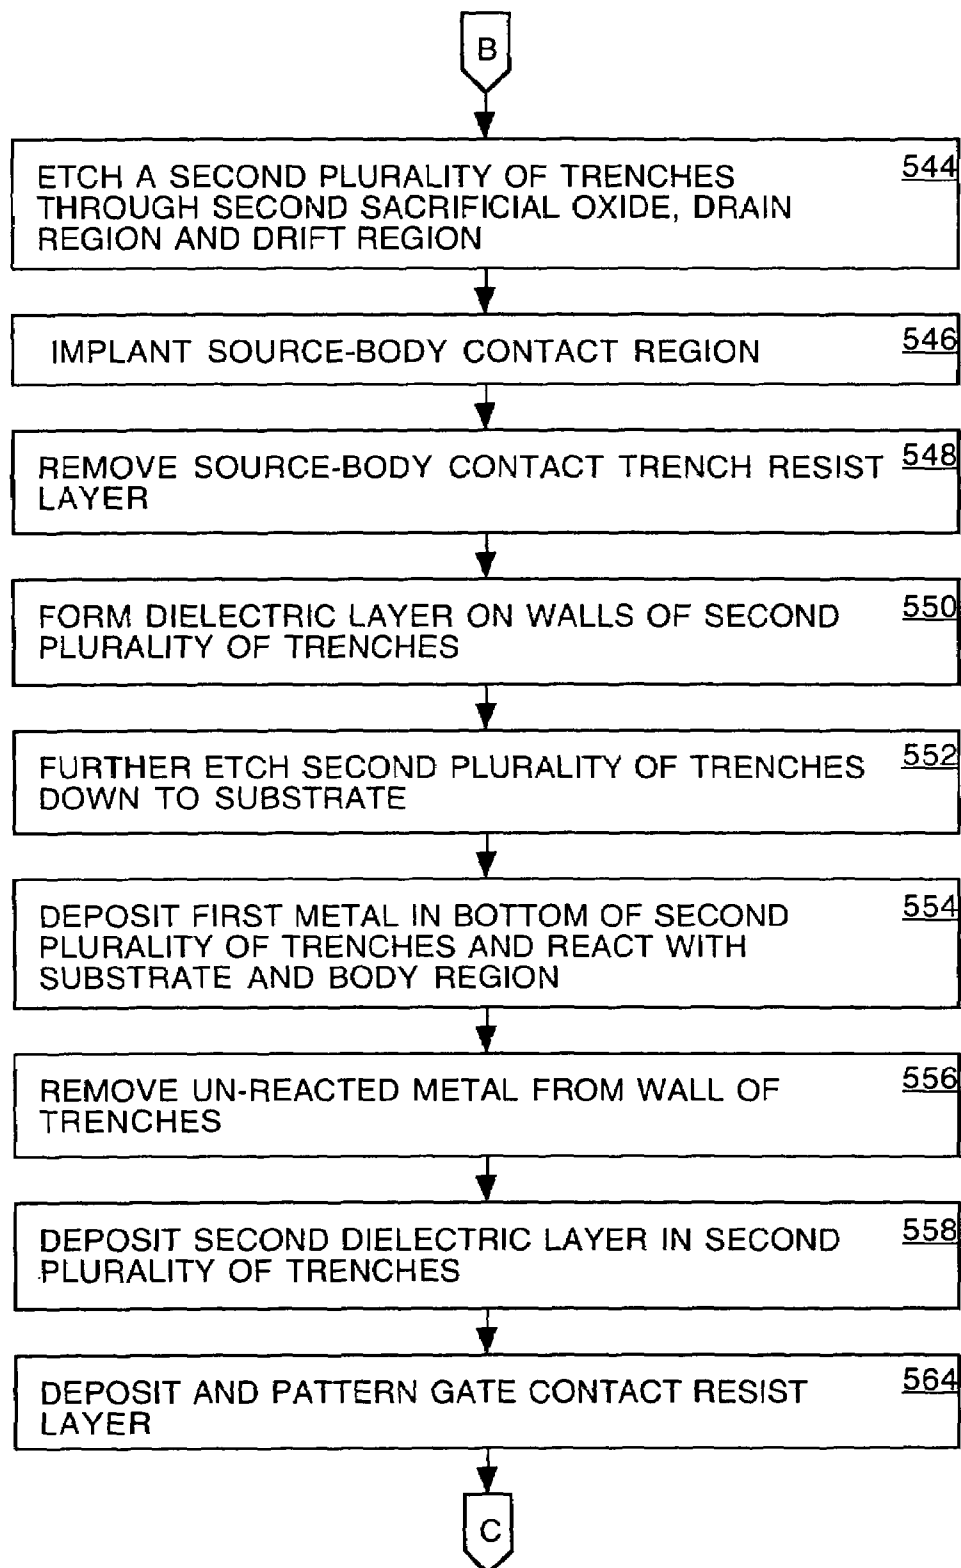 B
ETCH A SECOND PLURALITY OF TRENCHES 544
THROUGH SECOND SACRIFICIAL OXIDE, DRAIN
REGION AND DRIFT REGION
IMPLANT SOURCE-BODY CONTACT REGION 546
REMOVE SOURCE-BODY CONTACT TRENCH RESIST 548
LAYER
FORM DIELECTRIC LAYER ON WALLS OF SECOND 550
PLURALITY OF TRENCHES
FURTHER ETCH SECOND PLURALITY OF TRENCHES 552
DOWN TO SUBSTRATE
DEPOSIT FIRST METAL IN BOTTOM OF SECOND 554
PLURALITY OF TRENCHES AND REACT WITH
SUBSTRATE AND BODY REGION
REMOVE UN-REACTED METAL FROM WALL OF 556
TRENCHES
DEPOSIT SECOND DIELECTRIC LAYER IN SECOND 558
PLURALITY OF TRENCHES
DEPOSIT AND PATTERN GATE CONTACT RESIST 564
LAYER
C